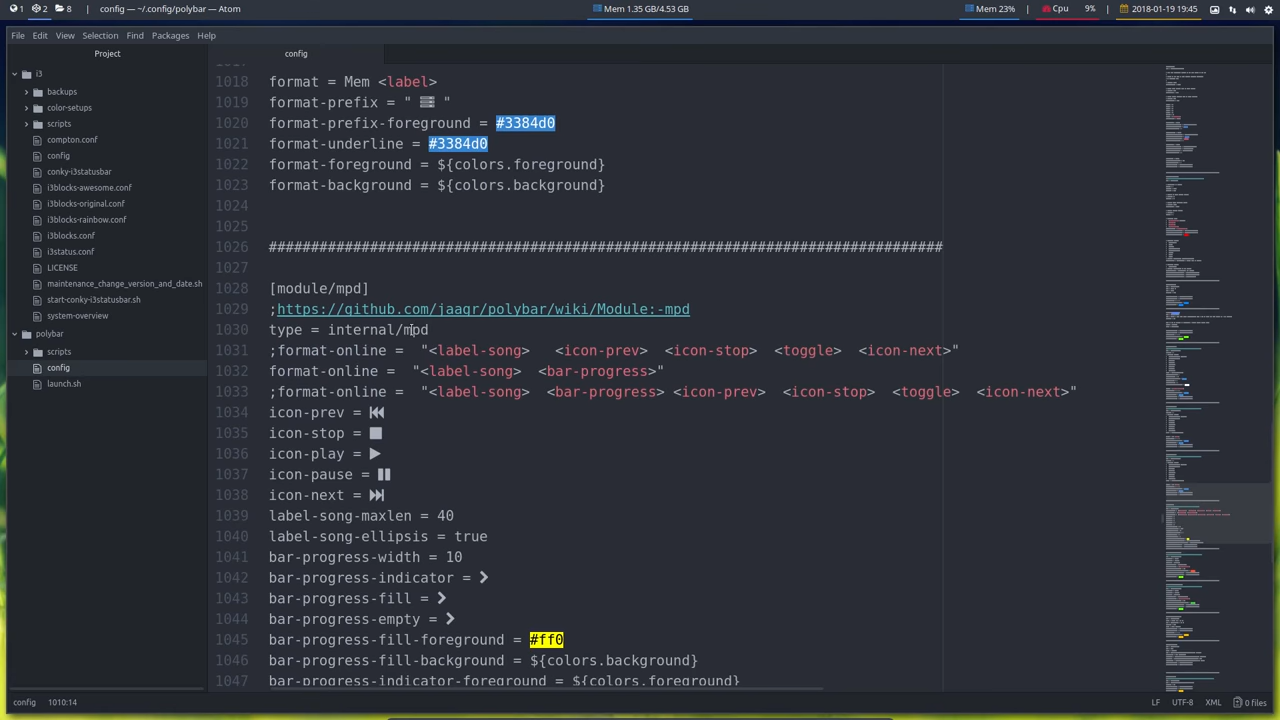 1 2 8 config — ~/.config/polybar — Atom Mem 1.35 GB/4.53 GB Mem 23% Cpu 9% 2018-01-19 19:45
File Edit View Selection Find Packages Help
Project
config
i3
backups
color-setups
scripts
compton.conf
config
conky-i3statusbar
i3blocks-awesome.conf
i3blocks-original.conf
i3blocks-rainbow.conf
i3blocks.conf
i3status.conf
LICENSE
maintenance_change_version_and_date.sh
start-conky-i3statusbar.sh
system-overview
polybar
scripts
config
launch.sh
1018 format = Mem <label>
1019 format-prefix = " "
1020 format-prefix-foreground = #3384d0
1021 format-underline = #3384d0
1022 format-foreground = ${colors.foreground}
1023 format-background = ${colors.background}
1024
1025
1026 ################################################################################
1027
1028 [module/mpd]
1029 ;https://github.com/jaagr/polybar/wiki/Module:-mpd
1030 type = internal/mpd
1031 ;format-online = "<label-song> <icon-prev> <icon-stop> <toggle> <icon-next>"
1032 format-online = "<label-song> <bar-progress>"
1033 ;format-online = "<label-song> <bar-progress> <icon-prev> <icon-stop> <toggle> <icon-next>"
1034 icon-prev = ⏮
1035 icon-stop = ⏹
1036 icon-play = ▶
1037 icon-pause = ⏸
1038 icon-next = ⏭
1039 label-song-maxlen = 40
1040 label-song-ellipsis = true
1041 bar-progress-width = 10
1042 bar-progress-indicator =
1043 bar-progress-fill = ❯
1044 bar-progress-empty = >
1045 bar-progress-fill-foreground = #ff0
1046 bar-progress-fill-background = ${colors.background}
1047 bar-progress-indicator-foreground = ${colors.foreground}
config 1010:14 LF UTF-8 XML 0 files